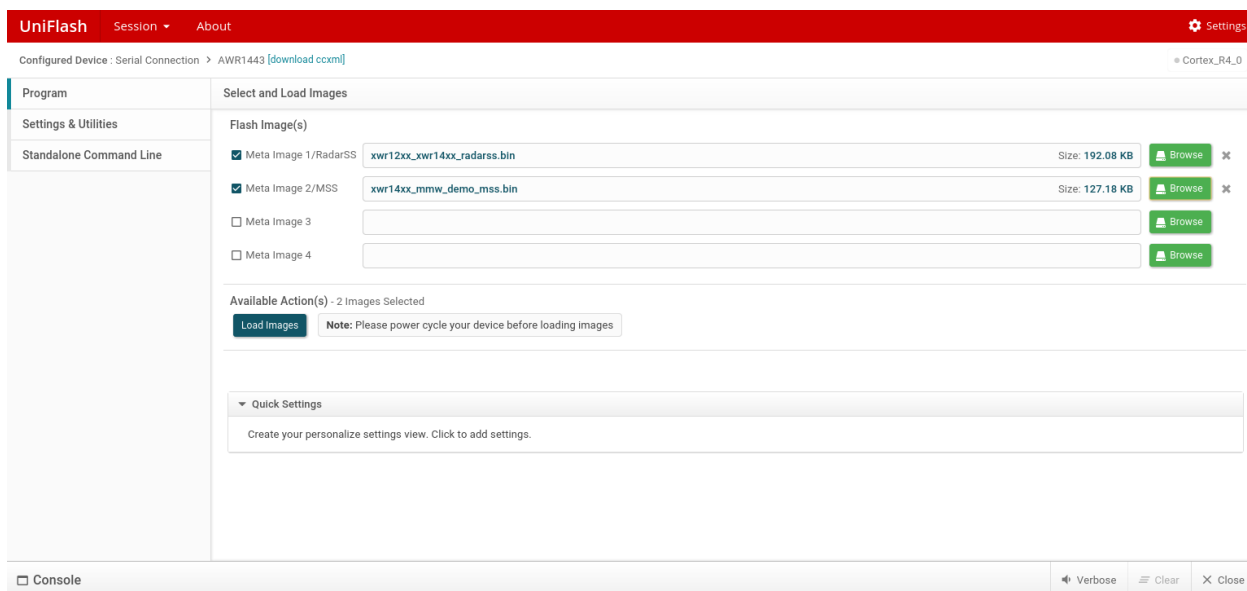 UniFlash Session About Settings
Configured Device : Serial Connection > AWR1443 [download ccxml] Cortex_R4_0
Program
Settings & Utilities
Standalone Command Line
Select and Load Images
Flash Image(s)
Meta Image 1/RadarSS xwr12xx_xwr14xx_radarss.bin Size: 192.08 KB Browse
Meta Image 2/MSS xwr14xx_mmw_demo_mss.bin Size: 127.18 KB Browse
Meta Image 3 Browse
Meta Image 4 Browse
Available Action(s) - 2 Images Selected
Load Images Note: Please power cycle your device before loading images
Quick Settings
Create your personalize settings view. Click to add settings.
Console Verbose Clear Close